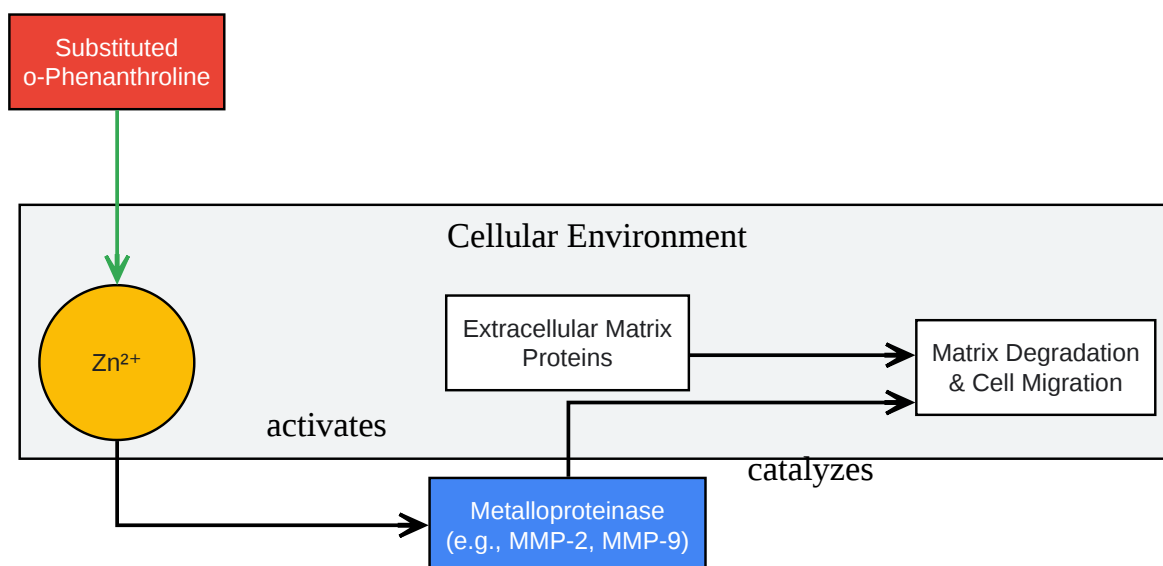 Substituted
o-Phenanthroline
Cellular Environment
Extracellular Matrix
Proteins
Matrix Degradation
& Cell Migration
Zn²⁺
activates
catalyzes
Metalloproteinase
(e.g., MMP-2, MMP-9)